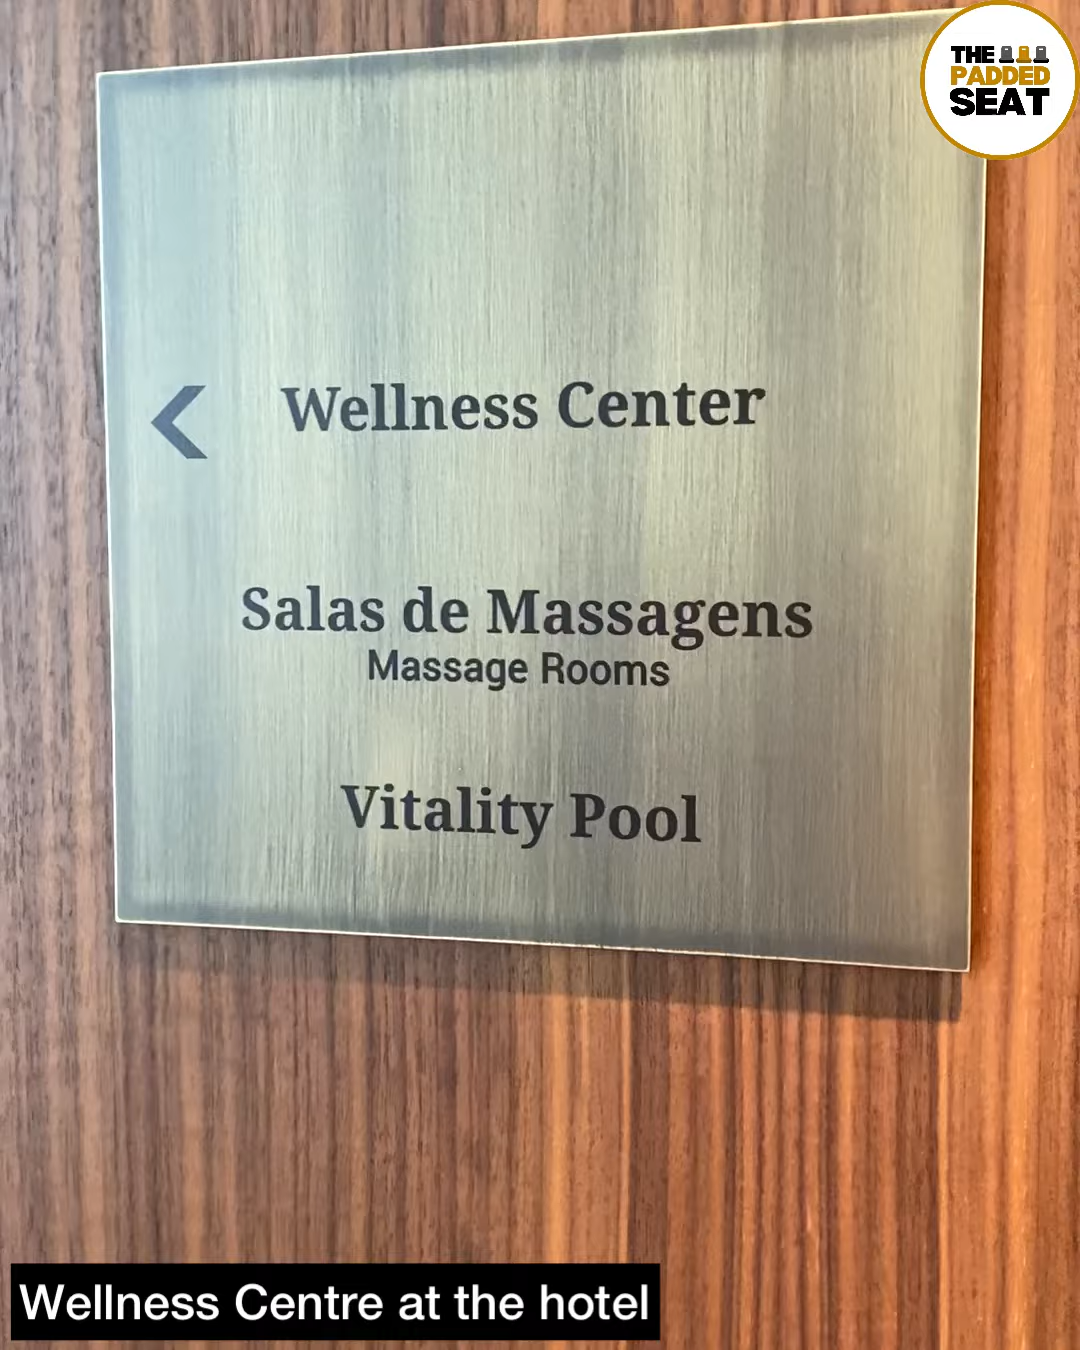 THE
PADDED
SEAT
Wellness Center
Salas de Massagens
Massage Rooms
Vitality Pool
Wellness Centre at the hotel